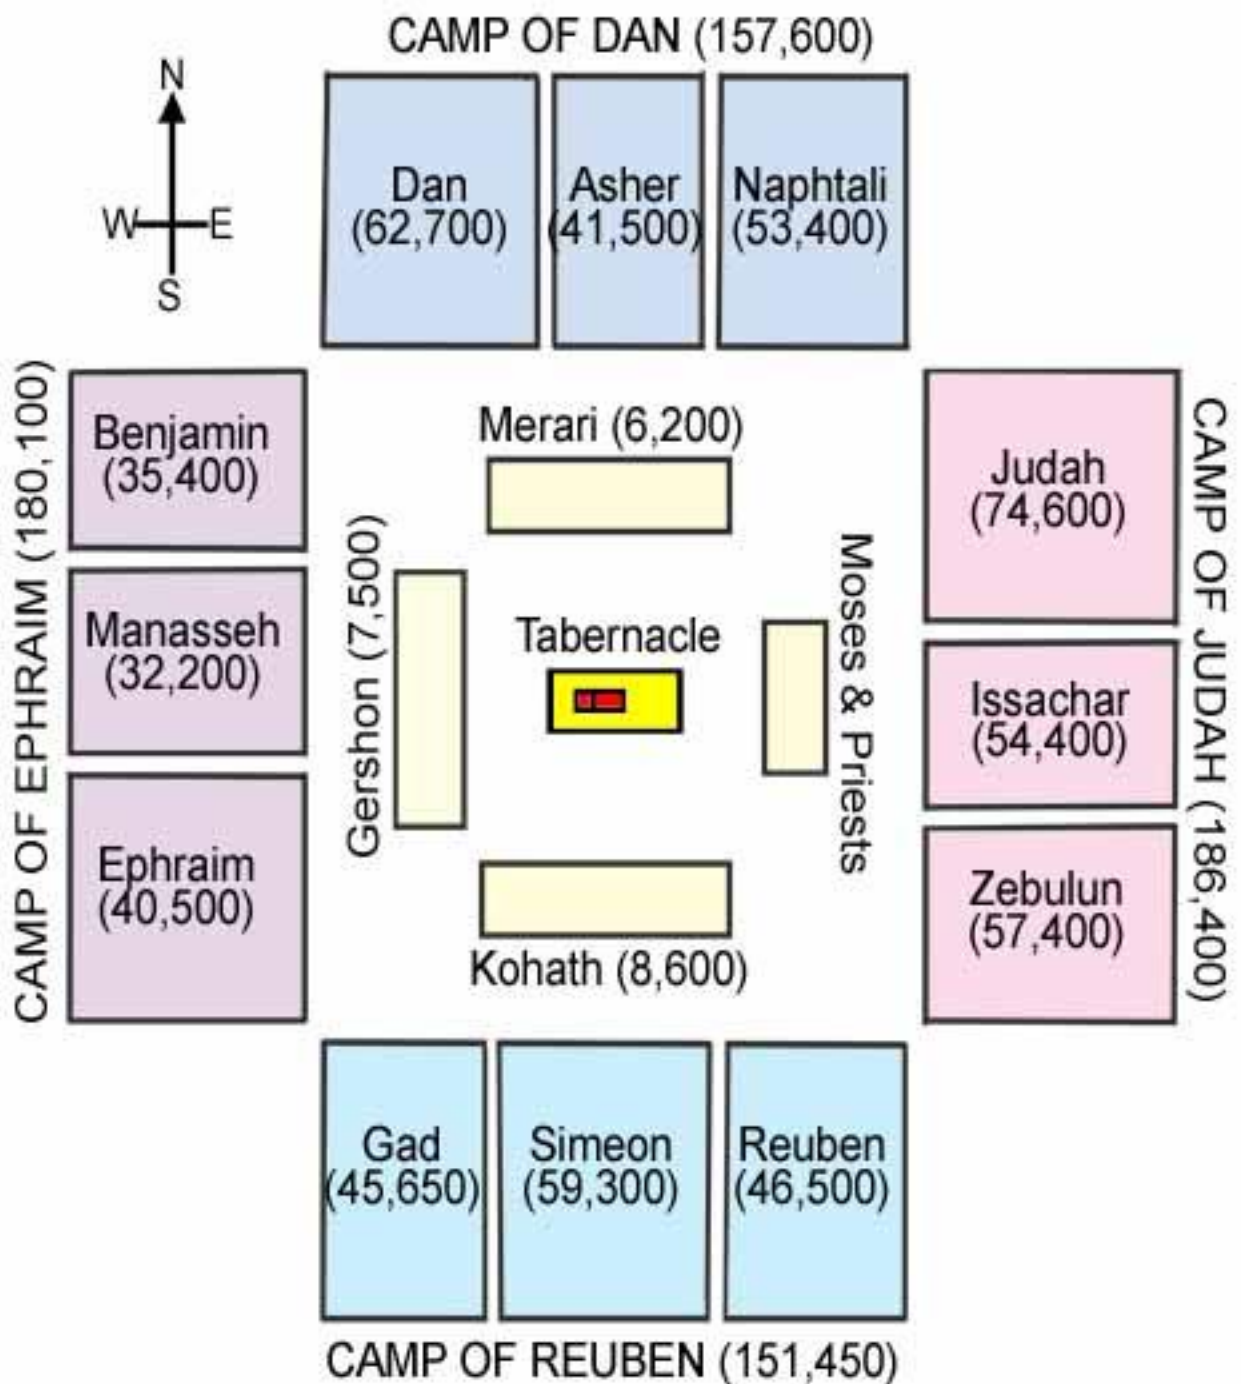 CAMP OF DAN (157,600)
N
W
E
S
Dan
(62,700)
Asher
(41,500)
Naphtali
(53,400)
CAMP OF EPHRAIM (180,100)
Benjamin
(35,400)
Manasseh
(32,200)
Ephraim
(40,500)
Merari (6,200)
Gershon (7,500)
Tabernacle
Moses & Priests
Kohath (8,600)
Judah
(74,600)
Issachar
(54,400)
Zebulun
(57,400)
CAMP OF JUDAH (186,400)
Gad
(45,650)
Simeon
(59,300)
Reuben
(46,500)
CAMP OF REUBEN (151,450)